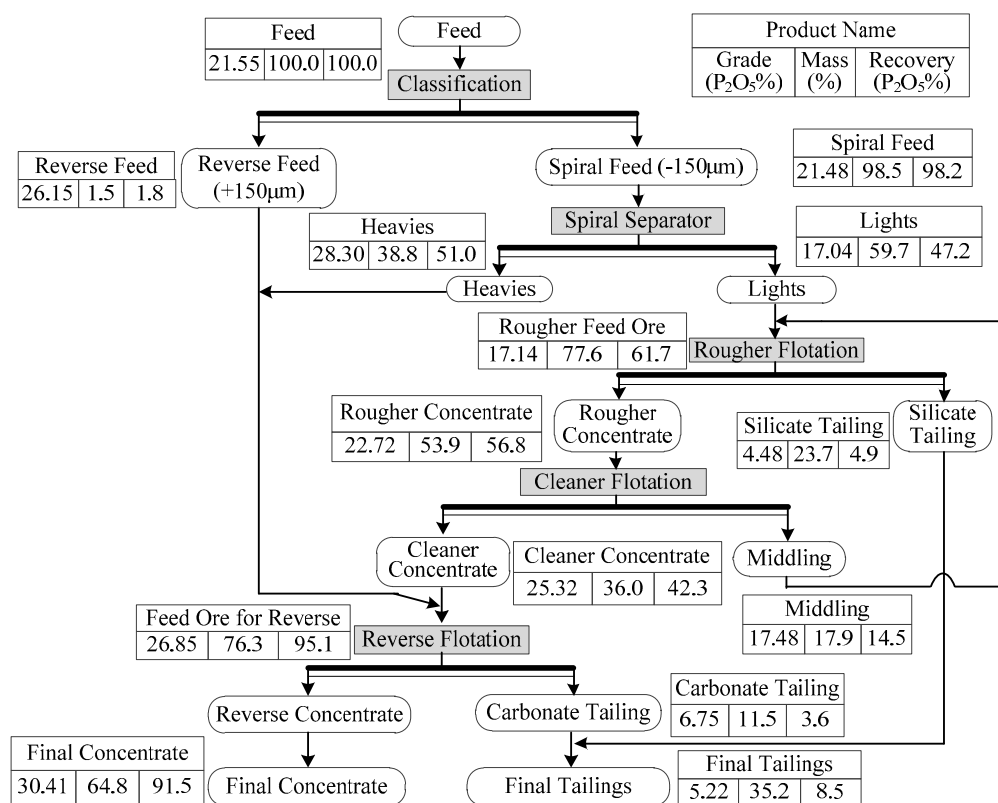 Feed
21.55 100.0 100.0
Feed
Product Name
Grade (P₂O₅%) Mass (%) Recovery (P₂O₅%)
Classification
Reverse Feed
26.15 1.5 1.8
Reverse Feed
(+150μm)
Spiral Feed (-150μm)
Spiral Feed
21.48 98.5 98.2
Spiral Separator
Heavies
28.30 38.8 51.0
Lights
17.04 59.7 47.2
Heavies
Lights
Rougher Feed Ore
17.14 77.6 61.7
Rougher Flotation
Rougher Concentrate
22.72 53.9 56.8
Rougher
Concentrate
Silicate Tailing
4.48 23.7 4.9
Silicate
Tailing
Cleaner Flotation
Cleaner
Concentrate
Cleaner Concentrate
25.32 36.0 42.3
Middling
Middling
17.48 17.9 14.5
Feed Ore for Reverse
26.85 76.3 95.1
Reverse Flotation
Reverse Concentrate
Carbonate Tailing
Carbonate Tailing
6.75 11.5 3.6
Final Concentrate
30.41 64.8 91.5
Final Concentrate
Final Tailings
Final Tailings
5.22 35.2 8.5